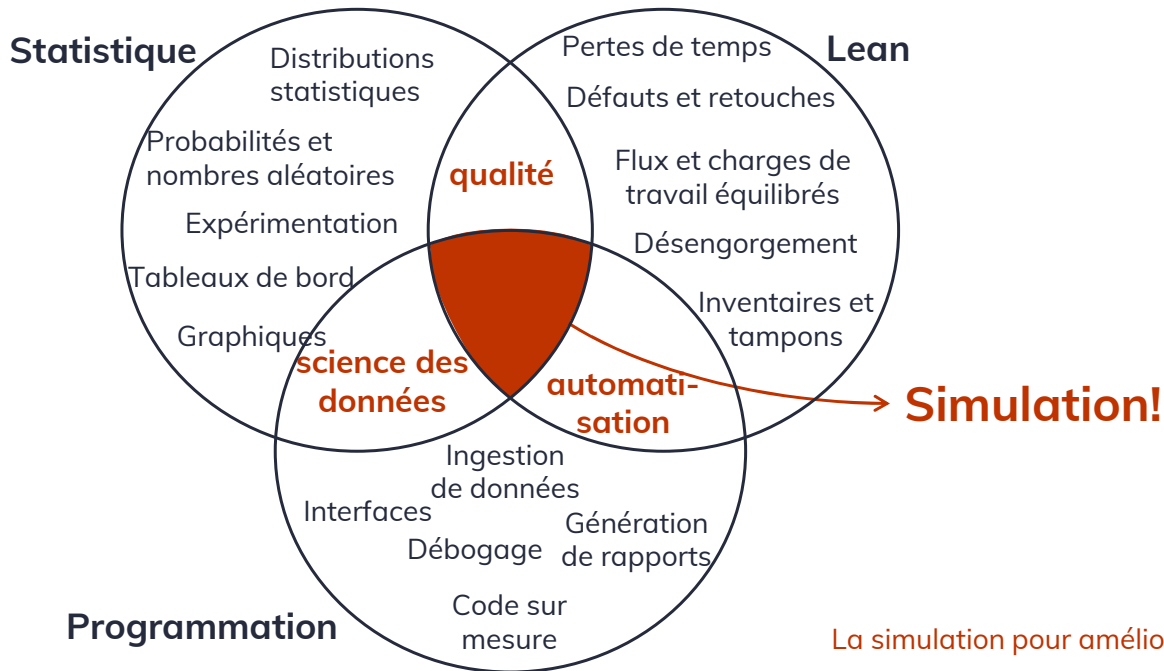 Statistique
Distributions
statistiques
Probabilités et
nombres aléatoires
Expérimentation
Tableaux de bord
Graphiques
Lean
Pertes de temps
Défauts et retouches
Flux et charges de
travail équilibrés
Désengorgement
Inventaires et
tampons
qualité
science des
données
automati-
sation
Simulation!
Ingestion
de données
Interfaces
Génération
de rapports
Débogage
Code sur
mesure
Programmation
La simulation pour amélio